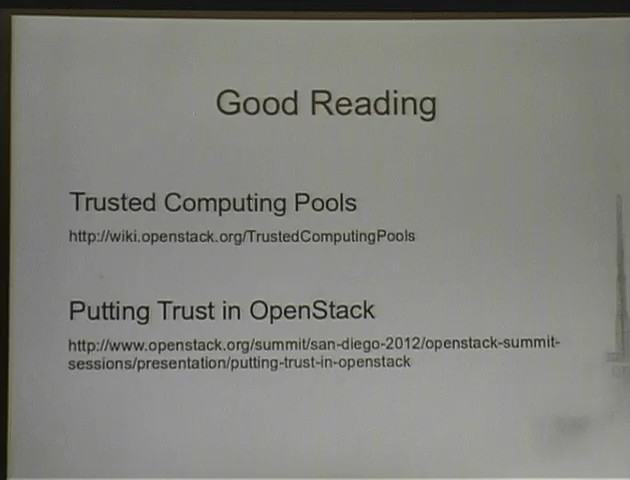 Good Reading
Trusted Computing Pools
http://wiki.openstack.org/TrustedComputingPools
Putting Trust in OpenStack
http://www.openstack.org/summit/san-diego-2012/openstack-summit-
sessions/presentation/putting-trust-in-openstack